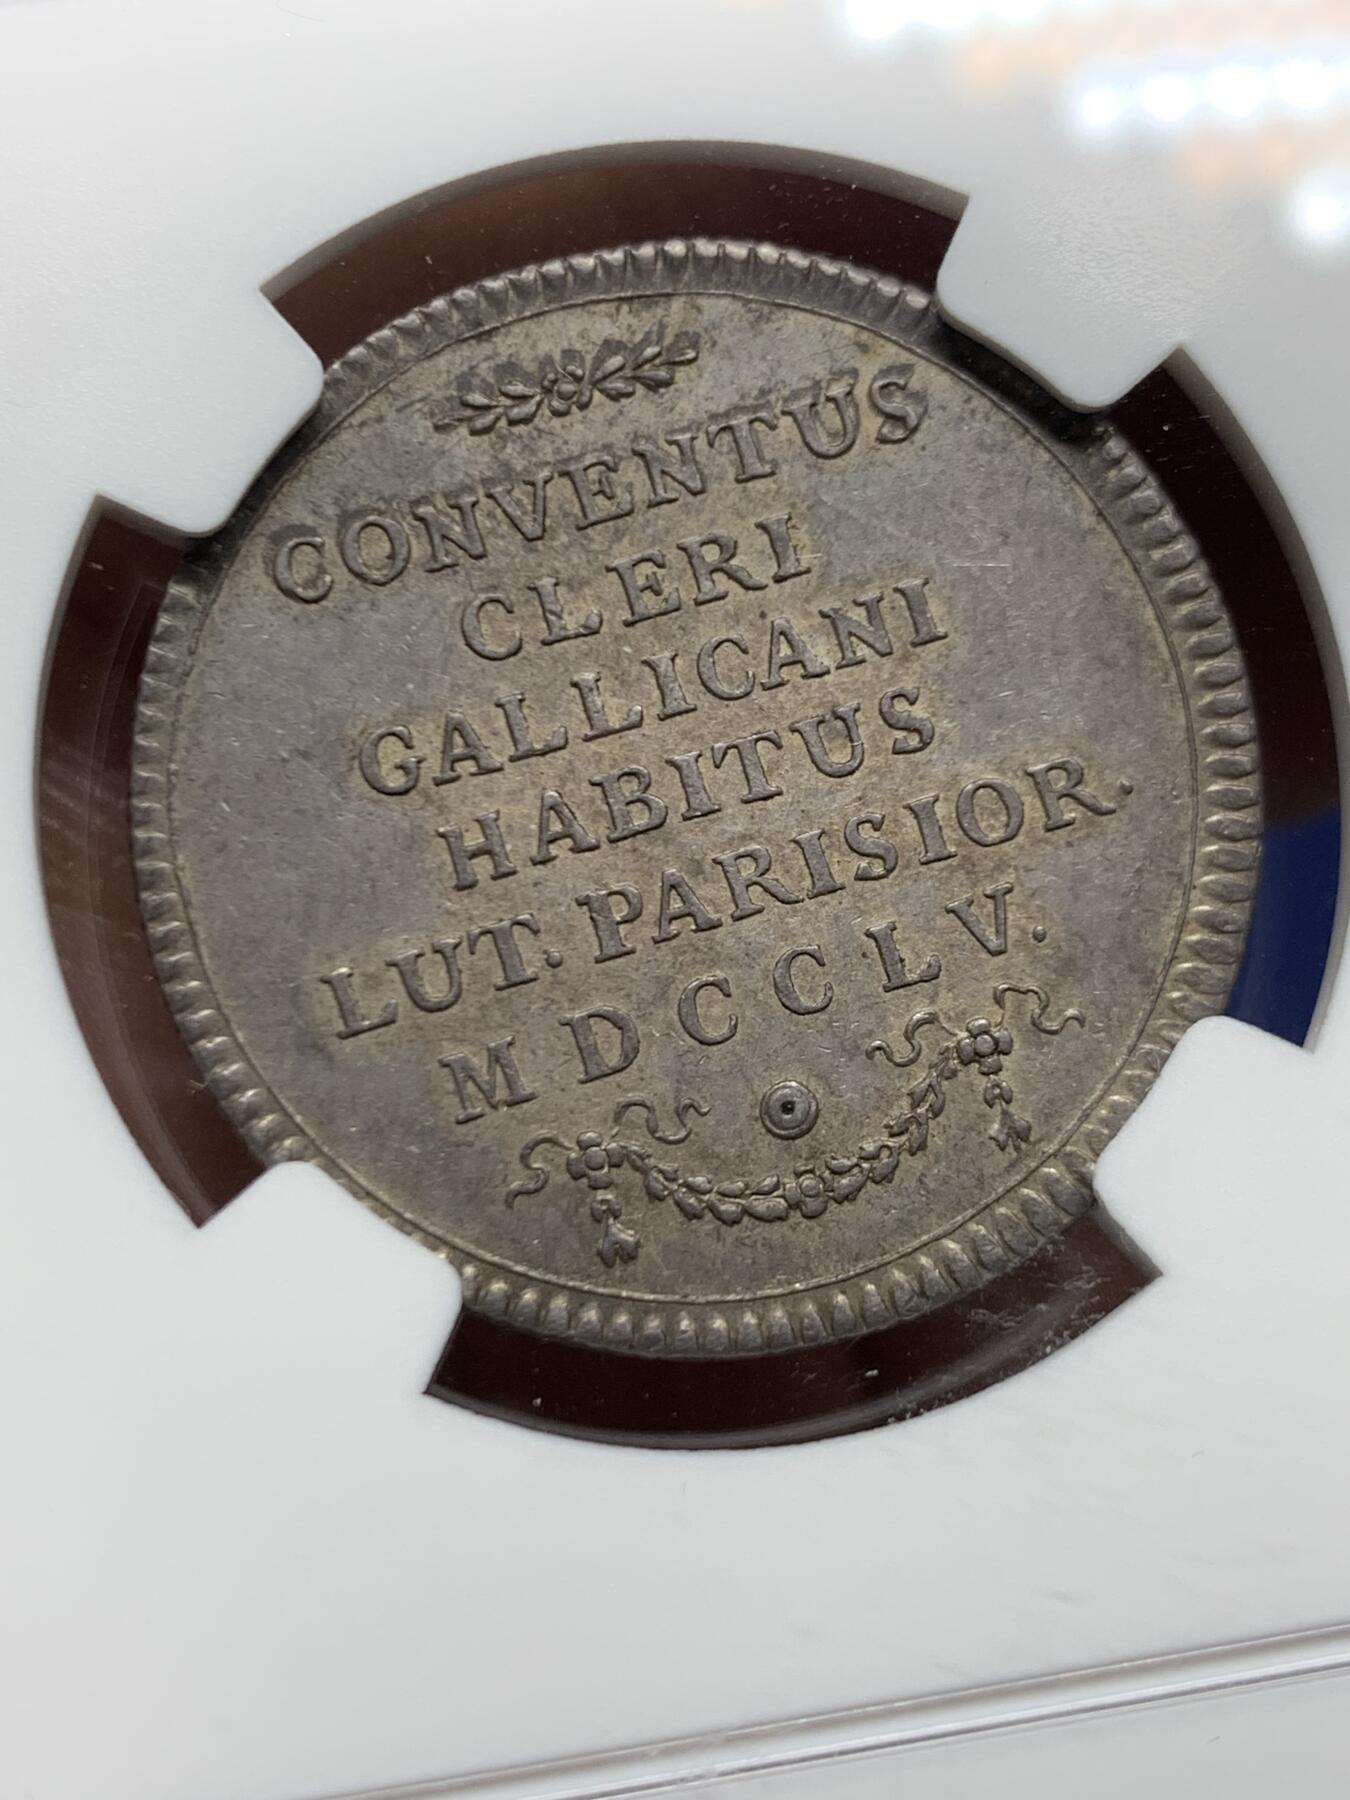 CONVENTUS
CLERI
GALLICANI
HABITUS
LUT. PARISIOR.
MDCCLV.